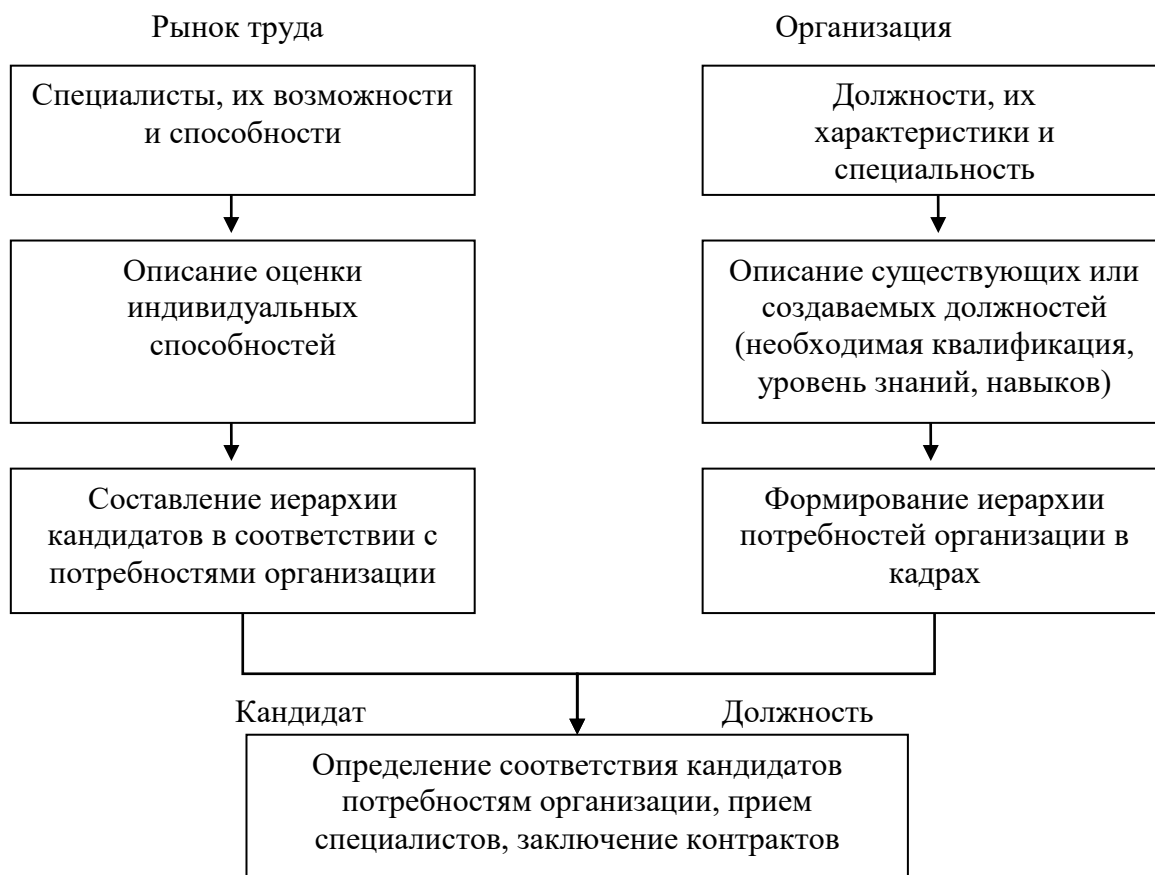 Рынок труда
Организация
Специалисты, их возможности
и способности
Должности, их
характеристики и
специальность
Описание оценки
индивидуальных
способностей
Описание существующих или
создаваемых должностей
(необходимая квалификация,
уровень знаний, навыков)
Составление иерархии
кандидатов в соответствии с
потребностями организации
Формирование иерархии
потребностей организации в
кадрах
Кандидат
Должность
Определение соответствия кандидатов
потребностям организации, прием
специалистов, заключение контрактов